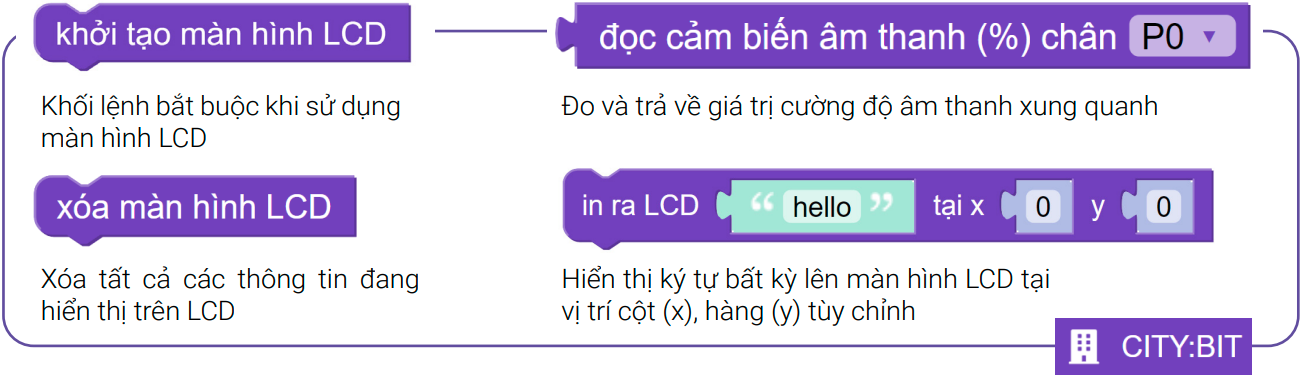 khởi tạo màn hình LCD
Khối lệnh bắt buộc khi sử dụng
màn hình LCD
đọc cảm biến âm thanh (%) chân P0
Đo và trả về giá trị cường độ âm thanh xung quanh
xóa màn hình LCD
Xóa tất cả các thông tin đang
hiển thị trên LCD
in ra LCD “ hello ” tại x 0 y 0
Hiển thị ký tự bất kỳ lên màn hình LCD tại
vị trí cột (x), hàng (y) tùy chỉnh
CITY:BIT